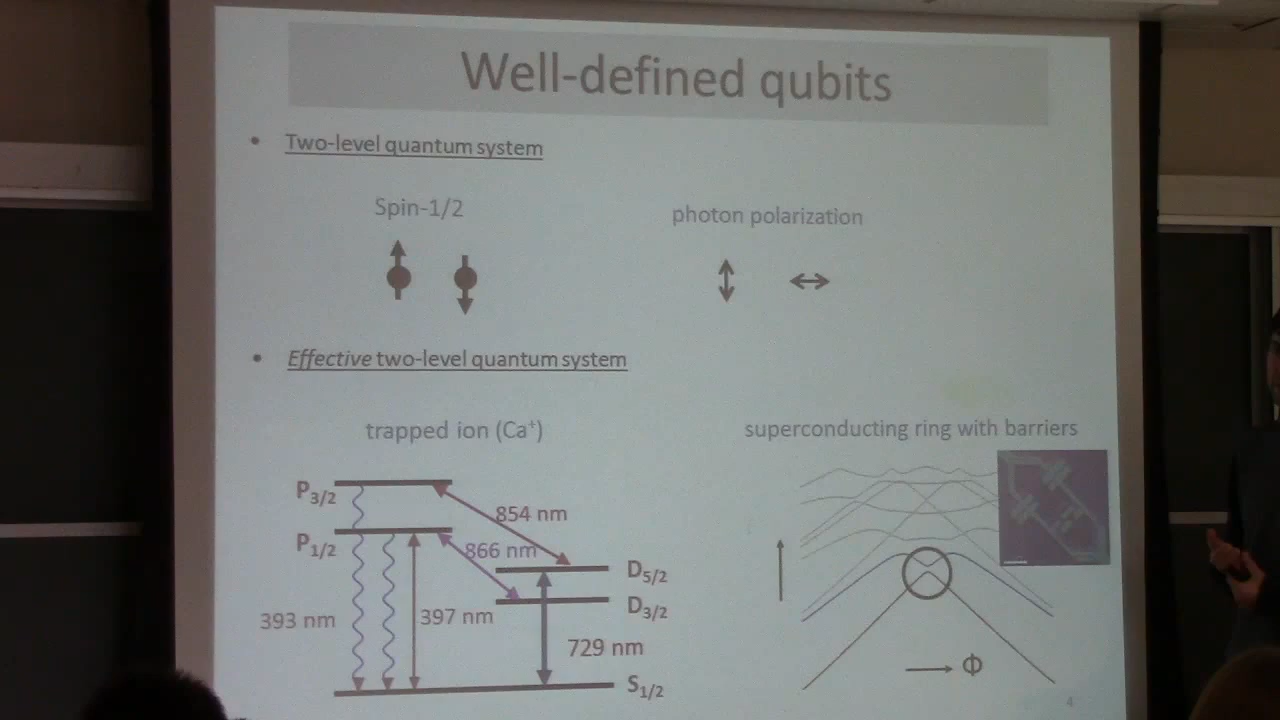 Well-defined qubits
• Two-level quantum system
Spin-1/2
photon polarization
• Effective two-level quantum system
trapped ion (Ca⁺)
superconducting ring with barriers
P3/2
854 nm
P1/2
866 nm
D5/2
D3/2
393 nm
397 nm
729 nm
Φ
S1/2
4